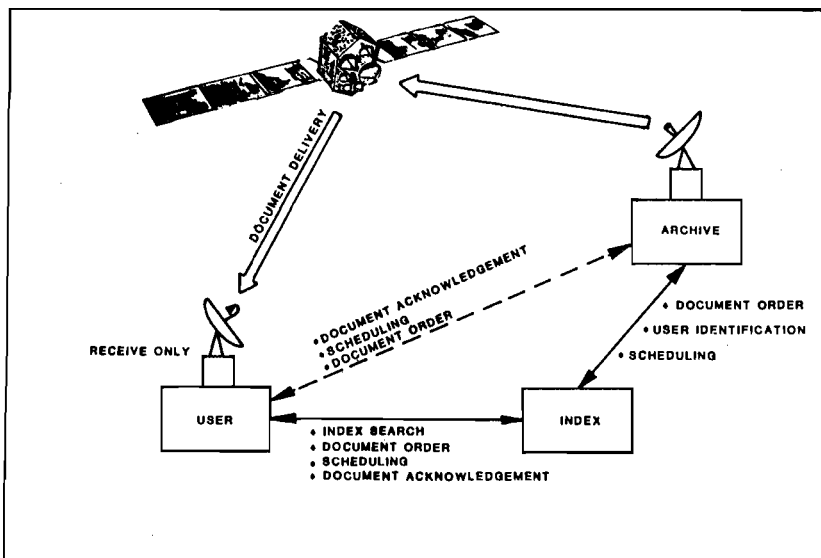 DOCUMENT DELIVERY
ARCHIVE
• DOCUMENT ACKNOWLEDGEMENT
• SCHEDULING
• DOCUMENT ORDER
• DOCUMENT ORDER
• USER IDENTIFICATION
• SCHEDULING
RECEIVE ONLY
USER
INDEX
• INDEX SEARCH
• DOCUMENT ORDER
• SCHEDULING
• DOCUMENT ACKNOWLEDGEMENT